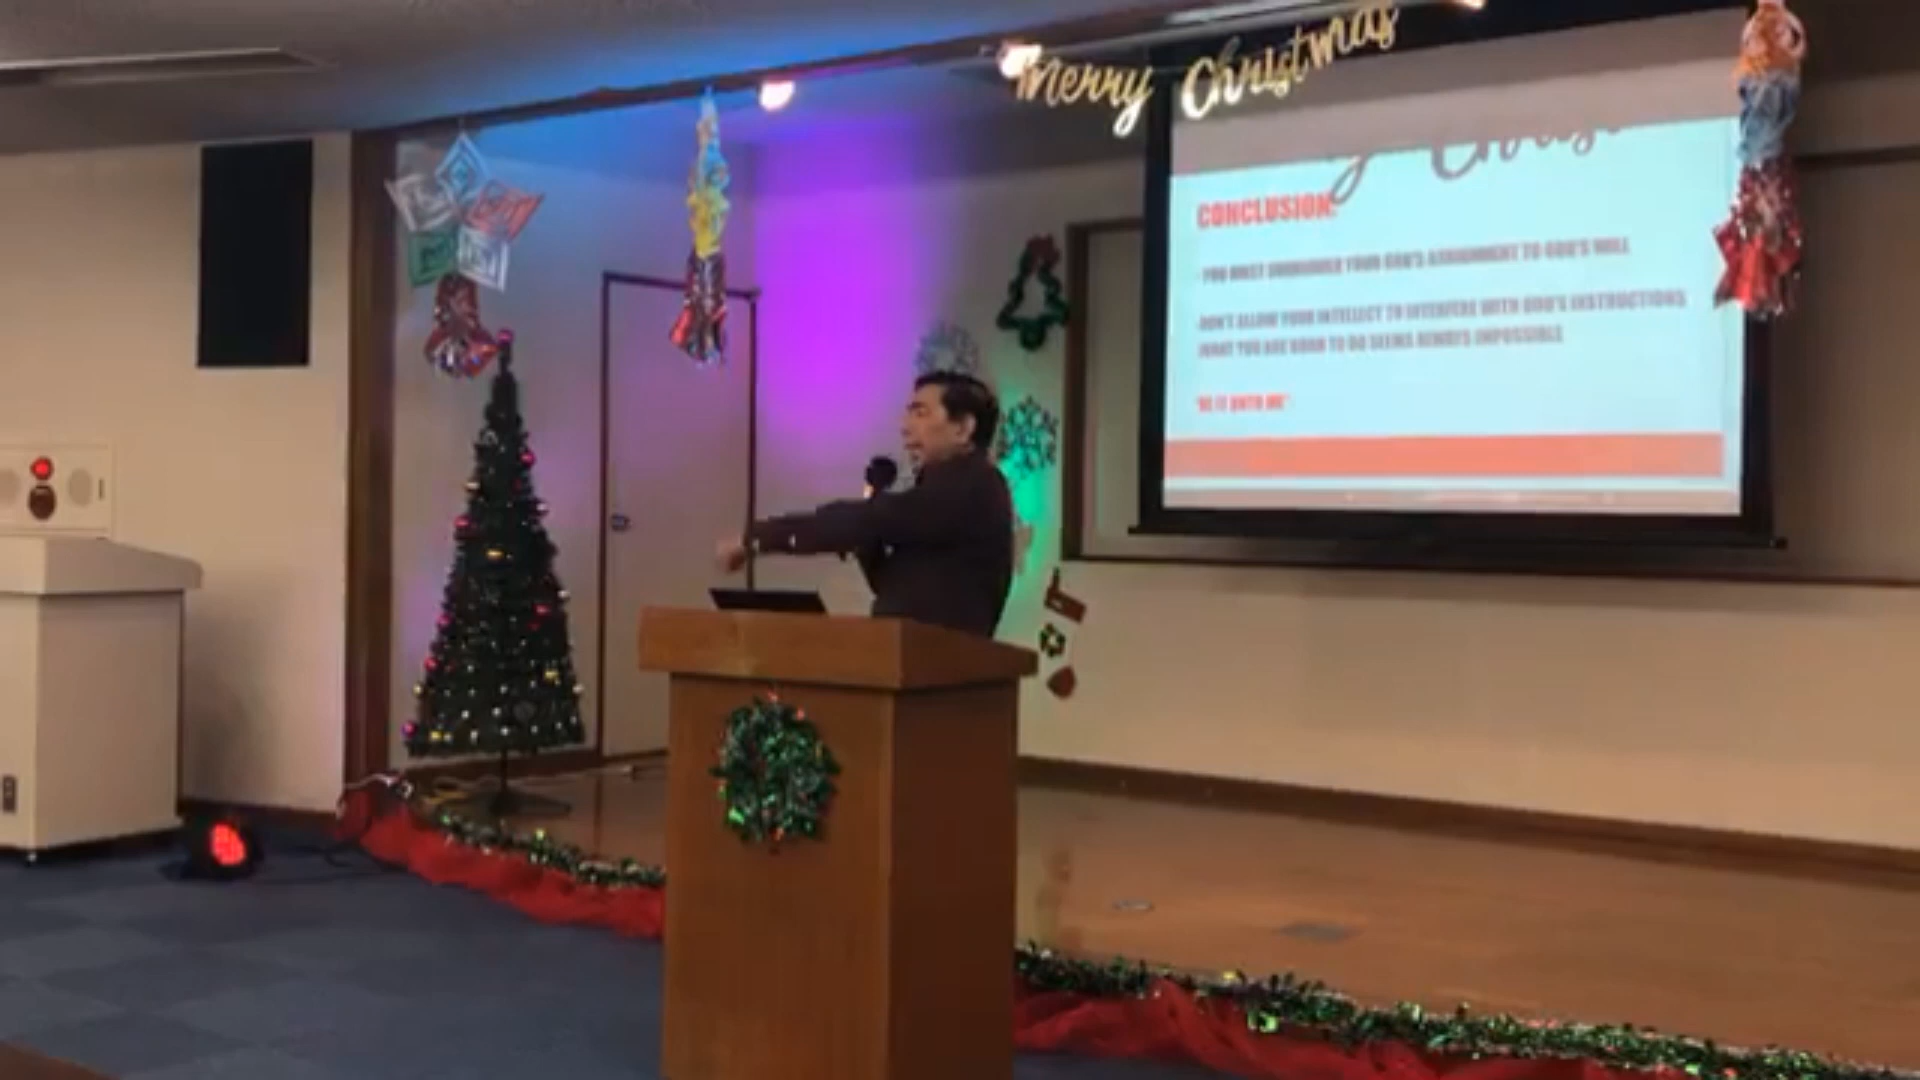 Merry Christmas
CONCLUSION:
YOU MUST SURRENDER YOUR GOD'S ASSIGNMENT TO GOD'S WILL
DON'T ALLOW YOUR INTELLECT TO INTERFERE WITH GOD'S INSTRUCTIONS
WHAT YOU ARE BORN TO DO SEEMS ALWAYS IMPOSSIBLE
"BE IT UNTO ME"